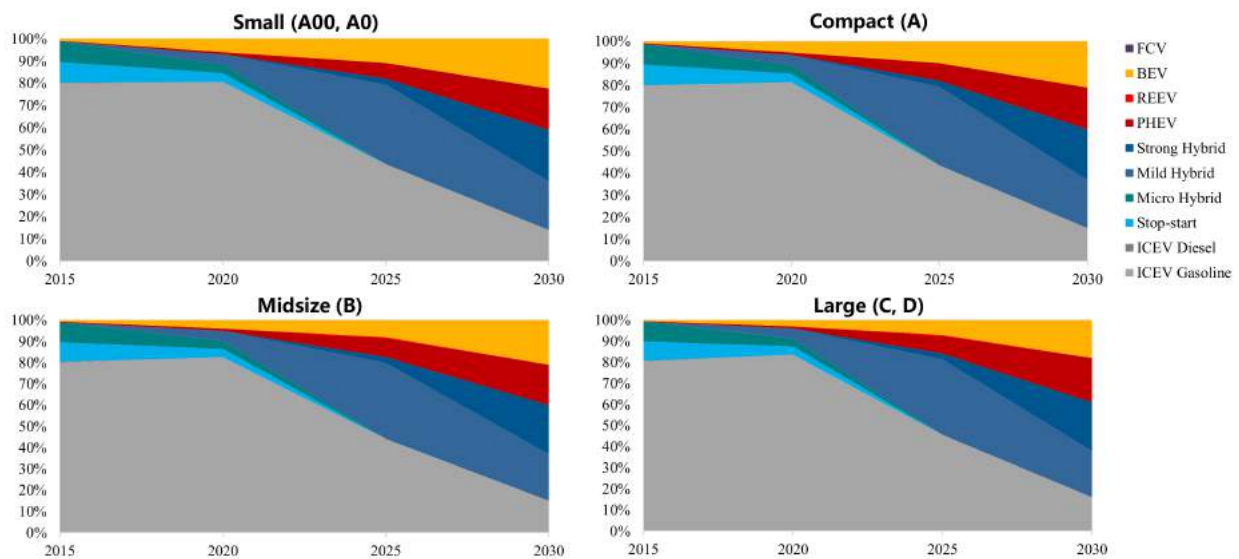 Small (A00, A0)
100%
90%
80%
70%
60%
50%
40%
30%
20%
10%
0%
2015 2020 2025 2030
Compact (A)
100%
90%
80%
70%
60%
50%
40%
30%
20%
10%
0%
2015 2020 2025 2030
FCV
BEV
REEV
PHEV
Strong Hybrid
Mild Hybrid
Micro Hybrid
Stop-start
ICEV Diesel
ICEV Gasoline
Midsize (B)
100%
90%
80%
70%
60%
50%
40%
30%
20%
10%
0%
2015 2020 2025 2030
Large (C, D)
100%
90%
80%
70%
60%
50%
40%
30%
20%
10%
0%
2015 2020 2025 2030